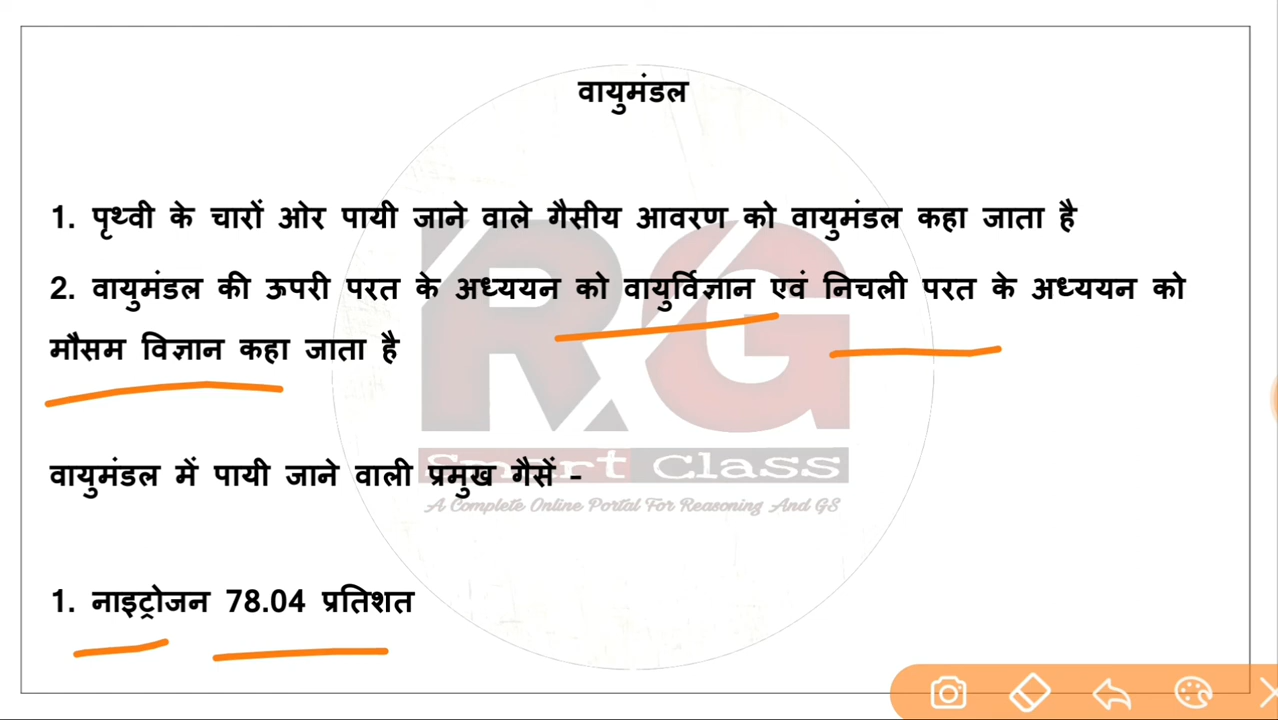 वायुमंडल
1. पृथ्वी के चारों ओर पायी जाने वाले गैसीय आवरण को वायुमंडल कहा जाता है
2. वायुमंडल की ऊपरी परत के अध्ययन को वायुर्विज्ञान एवं निचली परत के अध्ययन को
मौसम विज्ञान कहा जाता है
RG
Smart Class
वायुमंडल में पायी जाने वाली प्रमुख गैसें -
A Complete Online Portal For Reasoning And GS
1. नाइट्रोजन 78.04 प्रतिशत